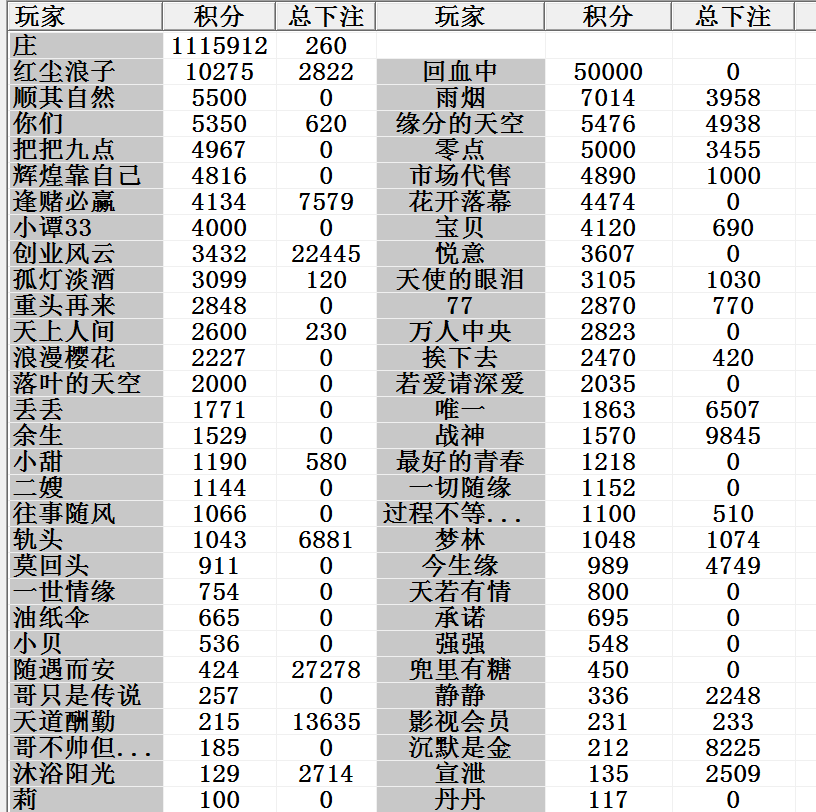 玩家 积分 总下注 玩家 积分 总下注
庄 1115912 260
红尘浪子 10275 2822 回血中 50000 0
顺其自然 5500 0 雨烟 7014 3958
你们 5350 620 缘分的天空 5476 4938
把把九点 4967 0 零点 5000 3455
辉煌靠自己 4816 0 市场代售 4890 1000
逢赌必赢 4134 7579 花开落幕 4474 0
小谭33 4000 0 宝贝 4120 690
创业风云 3432 22445 悦意 3607 0
孤灯淡酒 3099 120 天使的眼泪 3105 1030
重头再来 2848 0 77 2870 770
天上人间 2600 230 万人中央 2823 0
浪漫樱花 2227 0 挨下去 2470 420
落叶的天空 2000 0 若爱请深爱 2035 0
丢丢 1771 0 唯一 1863 6507
余生 1529 0 战神 1570 9845
小甜 1190 580 最好的青春 1218 0
二嫂 1144 0 一切随缘 1152 0
往事随风 1066 0 过程不等... 1100 510
轨头 1043 6881 梦林 1048 1074
莫回头 911 0 今生缘 989 4749
一世情缘 754 0 天若有情 800 0
油纸伞 665 0 承诺 695 0
小贝 536 0 强强 548 0
随遇而安 424 27278 兜里有糖 450 0
哥只是传说 257 0 静静 336 2248
天道酬勤 215 13635 影视会员 231 233
哥不帅但... 185 0 沉默是金 212 8225
沐浴阳光 129 2714 宣泄 135 2509
莉 100 0 丹丹 117 0